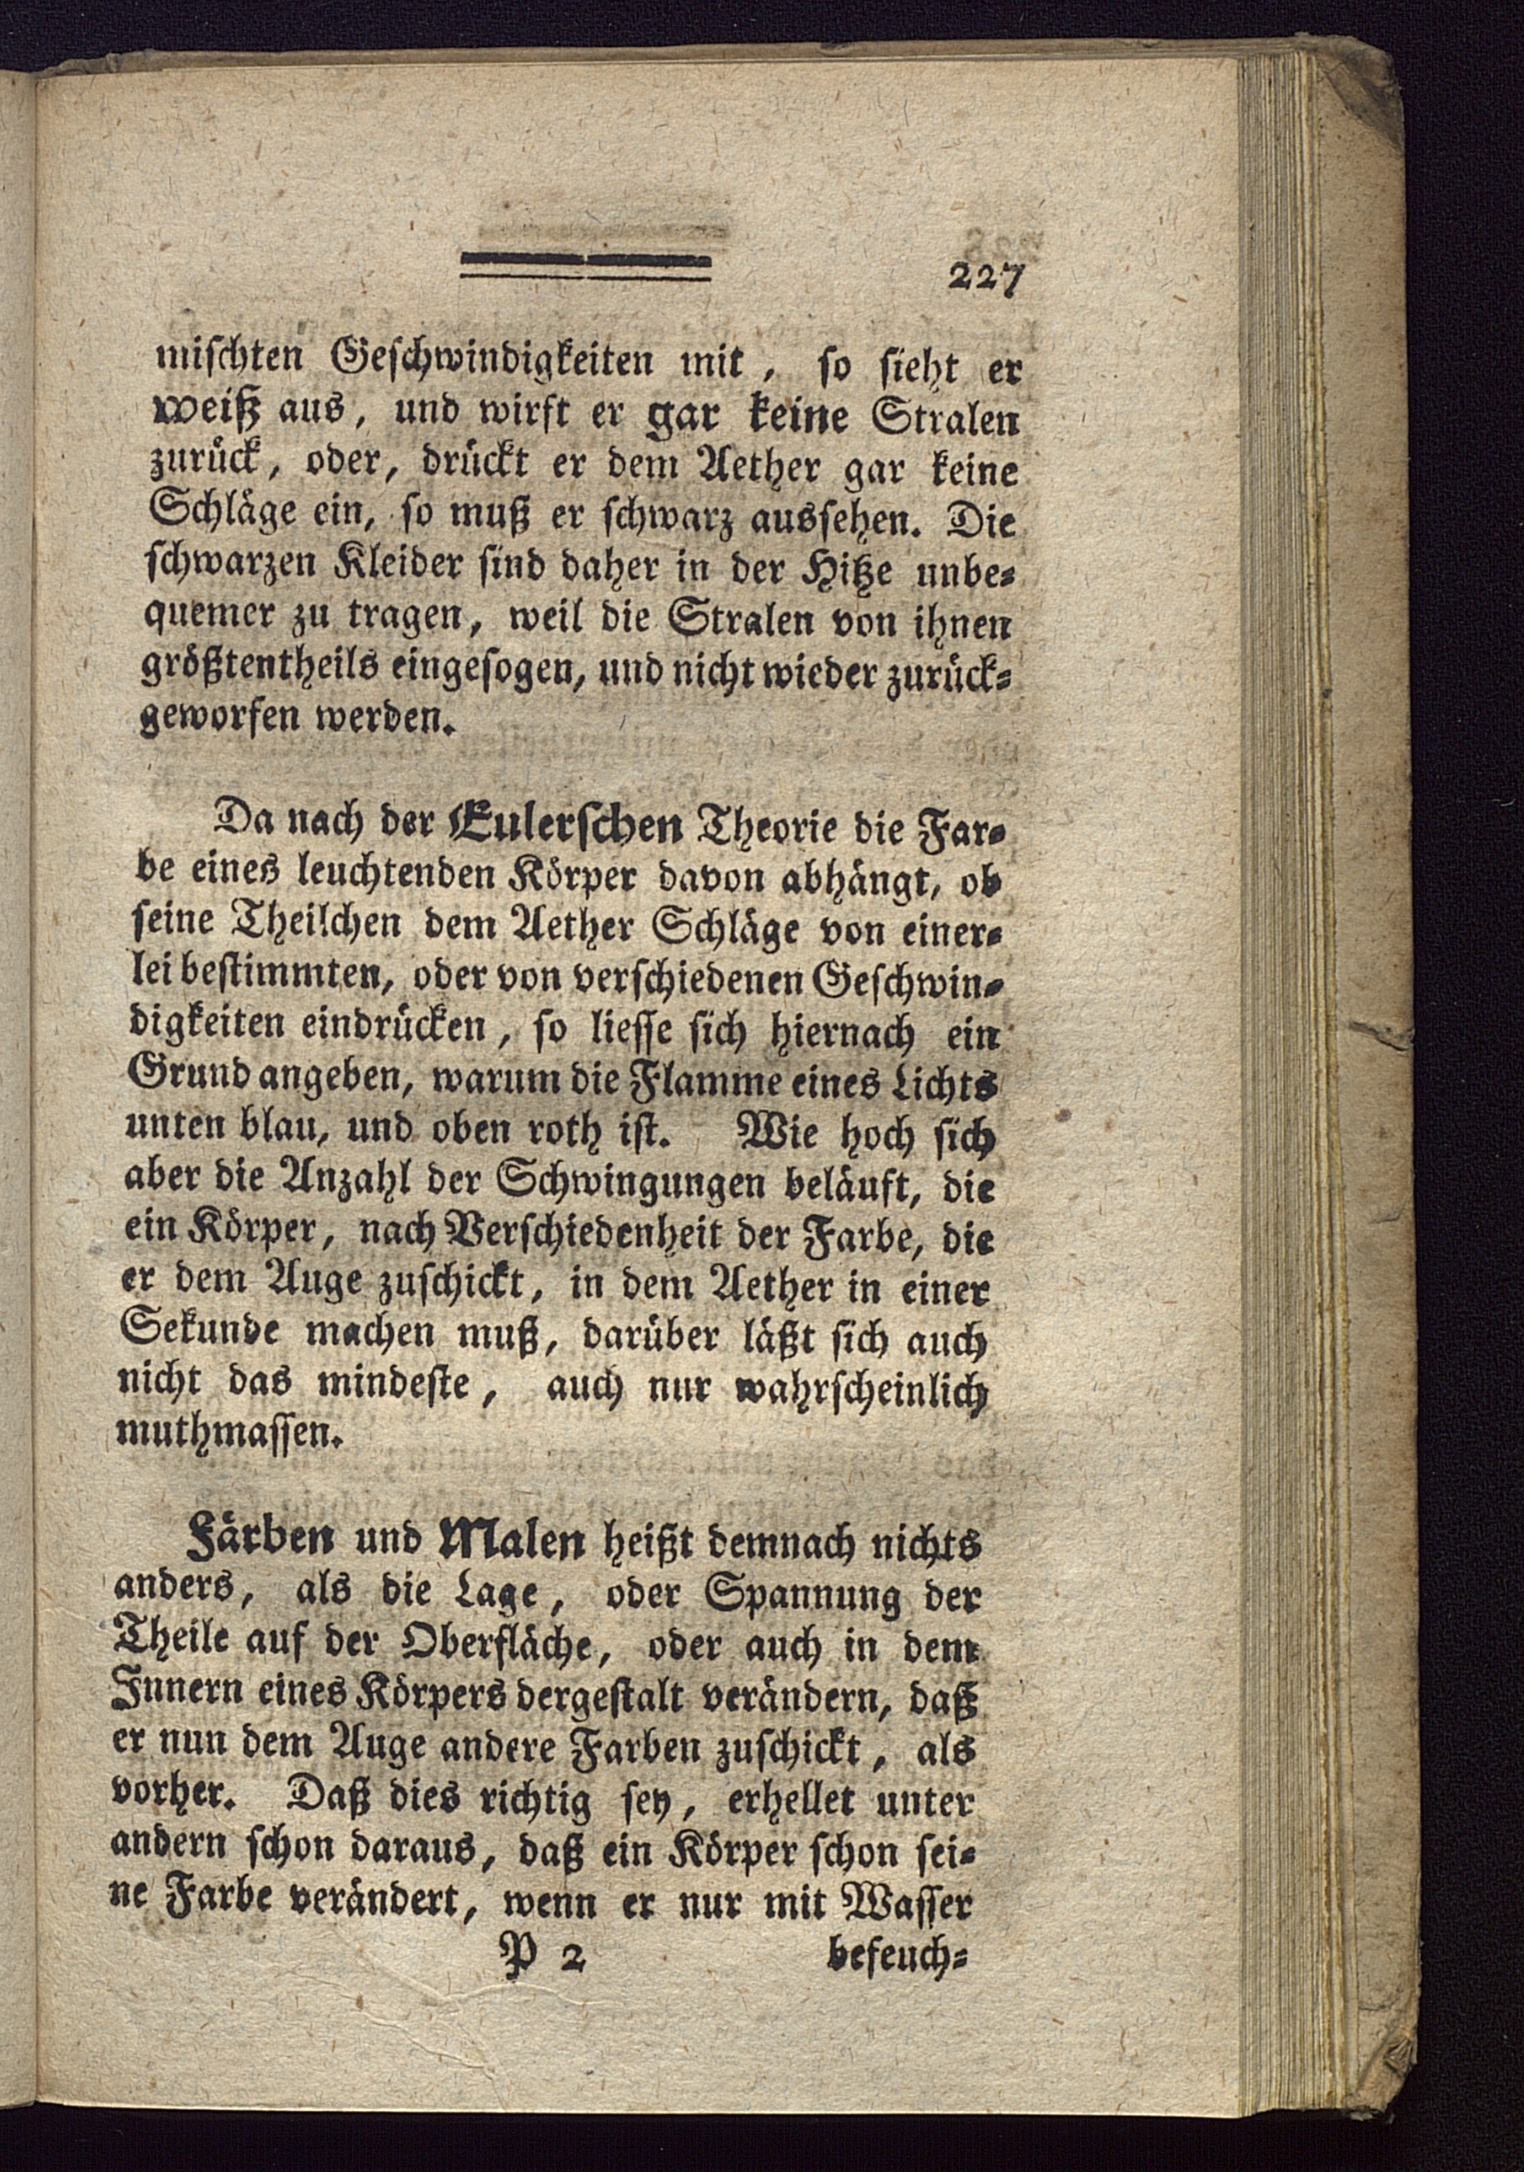 227
mischten Geschwindigkeiten mit, so sieht er
weiß aus, und wirft er gar keine Stralen
zurück, oder, drückt er dem Aether gar keine
Schläge ein, so muß er schwarz aussehen. Die
schwarzen Kleider sind daher in der Hitze unbe-
quemer zu tragen, weil die Stralen von ihnen
größtentheils eingesogen, und nicht wieder zurück-
geworfen werden.
Da nach der Eulerschen Theorie die Far-
be eines leuchtenden Körper davon abhängt, ob
seine Theilchen dem Aether Schläge von einer-
lei bestimmten, oder von verschiedenen Geschwin-
digkeiten eindrücken, so liesse sich hiernach ein
Grund angeben, warum die Flamme eines Lichts
unten blau, und oben roth ist. Wie hoch sich
aber die Anzahl der Schwingungen beläuft, die
ein Körper, nach Verschiedenheit der Farbe, die
er dem Auge zuschickt, in dem Aether in einer
Sekunde machen muß, darüber läßt sich auch
nicht das mindeste, auch nur wahrscheinlich
muthmassen.
Färben und Malen heißt demnach nichts
anders, als die Lage, oder Spannung der
Theile auf der Oberfläche, oder auch in dem
Innern eines Körpers dergestalt verändern, daß
er nun dem Auge andere Farben zuschickt, als
vorher. Daß dies richtig sey, erhellet unter
andern schon daraus, daß ein Körper schon sei-
ne Farbe verändert, wenn er nur mit Wasser
P 2 befeuch-